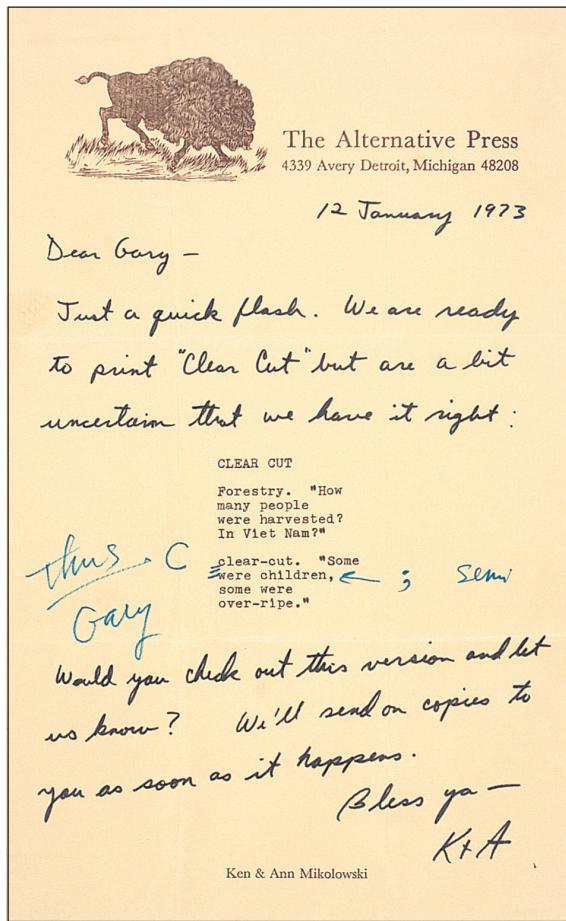 The Alternative Press
4339 Avery Detroit, Michigan 48208
12 January 1973
Dear Gary —
Just a quick flash. We are ready
to print "Clear Cut" but are a bit
uncertain that we have it right:
CLEAR CUT
Forestry. "How
many people
were harvested?
In Viet Nam?"
clear-cut. "Some
were children,
some were
over-ripe."
thus. C
; semi
Gary
Would you check out this version and let
us know? We'll send on copies to
you as soon as it happens.
Bless ya —
K + A
Ken & Ann Mikolowski